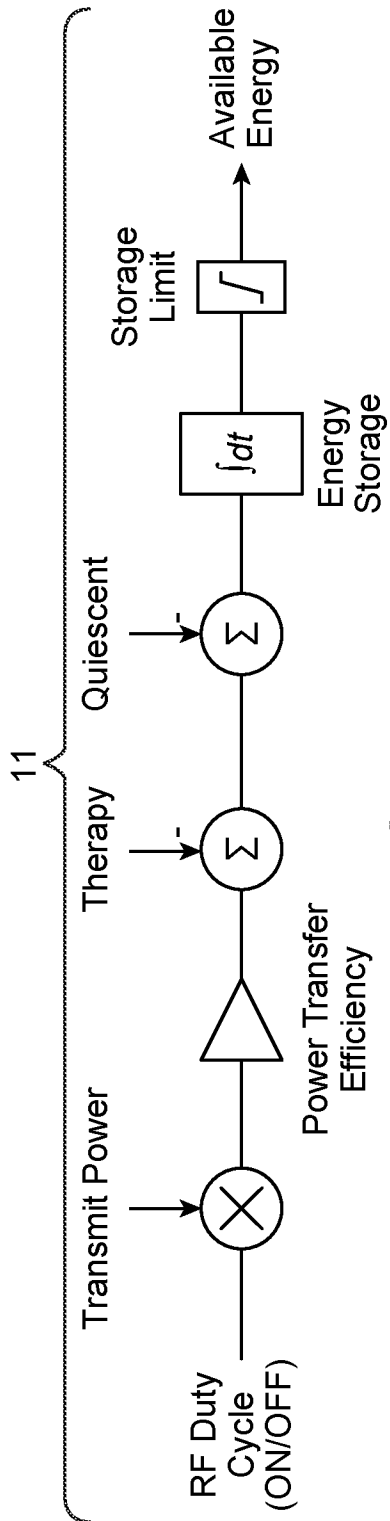 11
Transmit Power
Therapy
Quiescent
Storage
Limit
RF Duty
Cycle
(ON/OFF)
Power Transfer
Efficiency
-
Σ
-
Σ
∫dt
Energy
Storage
Available
Energy